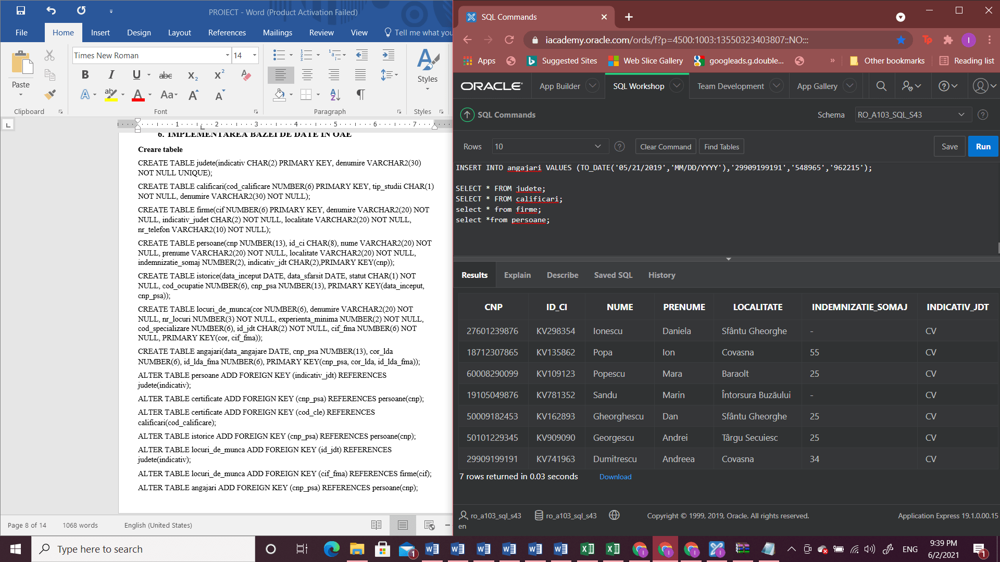 PROIECT - Word (Product Activation Failed)
File Home Insert Design Layout References Mailings Review View Tell me what you
Times New Roman 14
Paste
Styles
Clipboard Font Paragraph Styles
1 2 3 4 5 6 7
6. IMPLEMENTAREA BAZEI DE DATE IN OAE
Creare tabele
CREATE TABLE judete(indicativ CHAR(2) PRIMARY KEY, denumire VARCHAR2(30)
NOT NULL UNIQUE);
CREATE TABLE calificari(cod_calificare NUMBER(6) PRIMARY KEY, tip_studii CHAR(1)
NOT NULL, denumire VARCHAR2(30) NOT NULL);
CREATE TABLE firme(cif NUMBER(6) PRIMARY KEY, denumire VARCHAR2(20) NOT
NULL, indicativ_judet CHAR(2) NOT NULL, localitate VARCHAR2(20) NOT NULL,
nr_telefon VARCHAR2(10) NOT NULL);
CREATE TABLE persoane(cnp NUMBER(13), id_ci CHAR(8), nume VARCHAR2(20) NOT
NULL, prenume VARCHAR2(20) NOT NULL, localitate VARCHAR2(20) NOT NULL,
indemnizatie_somaj NUMBER(2), indicativ_jdt CHAR(2),PRIMARY KEY(cnp));
CREATE TABLE istorice(data_inceput DATE, data_sfarsit DATE, statut CHAR(1) NOT
NULL, cod_ocupatie NUMBER(6), cnp_psa NUMBER(13), PRIMARY KEY(data_inceput,
cnp_psa));
CREATE TABLE locuri_de_munca(cor NUMBER(6), denumire VARCHAR2(20) NOT
NULL, nr_locuri NUMBER(3) NOT NULL, experienta_minima NUMBER(2) NOT NULL,
cod_specializare NUMBER(6), id_jdt CHAR(2) NOT NULL, cif_fma NUMBER(6) NOT
NULL, PRIMARY KEY(cor, cif_fma));
CREATE TABLE angajari(data_angajare DATE, cnp_psa NUMBER(13), cor_lda
NUMBER(6), id_lda_fma NUMBER(6), PRIMARY KEY(cnp_psa, cor_lda, id_lda_fma));
ALTER TABLE persoane ADD FOREIGN KEY (indicativ_jdt) REFERENCES
judete(indicativ);
ALTER TABLE certificate ADD FOREIGN KEY (cnp_psa) REFERENCES persoane(cnp);
ALTER TABLE certificate ADD FOREIGN KEY (cod_cle) REFERENCES
calificari(cod_calificare);
ALTER TABLE istorice ADD FOREIGN KEY (cnp_psa) REFERENCES persoane(cnp);
ALTER TABLE locuri_de_munca ADD FOREIGN KEY (id_jdt) REFERENCES
judete(indicativ);
ALTER TABLE locuri_de_munca ADD FOREIGN KEY (cif_fma) REFERENCES firme(cif);
ALTER TABLE angajari ADD FOREIGN KEY (cnp_psa) REFERENCES persoane(cnp);
Page 8 of 14 1068 words English (United States)
SQL Commands
iacademy.oracle.com/ords/f?p=4500:1003:13550323403807::NO:::
Apps Suggested Sites Web Slice Gallery googleads.g.double... » Other bookmarks Reading list
ORACLE App Builder SQL Workshop Team Development App Gallery
SQL Commands Schema RO_A103_SQL_S43
Rows 10 Clear Command Find Tables Save Run
INSERT INTO angajari VALUES (TO_DATE('05/21/2019','MM/DD/YYYY'),'29909199191','548965','962215');
SELECT * FROM judete;
SELECT * FROM calificari;
select * from firme;
select *from persoane;
Results Explain Describe Saved SQL History
CNP ID_CI NUME PRENUME LOCALITATE INDEMNIZATIE_SOMAJ INDICATIV_JDT
27601239876 KV298354 Ionescu Daniela Sfântu Gheorghe - CV
18712307865 KV135862 Popa Ion Covasna 55 CV
60008290099 KV109123 Popescu Mara Baraolt 25 CV
19105049876 KV781352 Sandu Marin Întorsura Buzăului - CV
50009182453 KV162893 Gheorghescu Dan Sfântu Gheorghe 25 CV
50101229345 KV909090 Georgescu Andrei Târgu Secuiesc 25 CV
29909199191 KV741963 Dumitrescu Andreea Covasna 34 CV
7 rows returned in 0.03 seconds Download
ro_a103_sql_s43 ro_a103_sql_s43 Copyright © 1999, 2019, Oracle. All rights reserved. Application Express 19.1.0.00.15
en
Type here to search
ENG
9:39 PM
6/2/2021